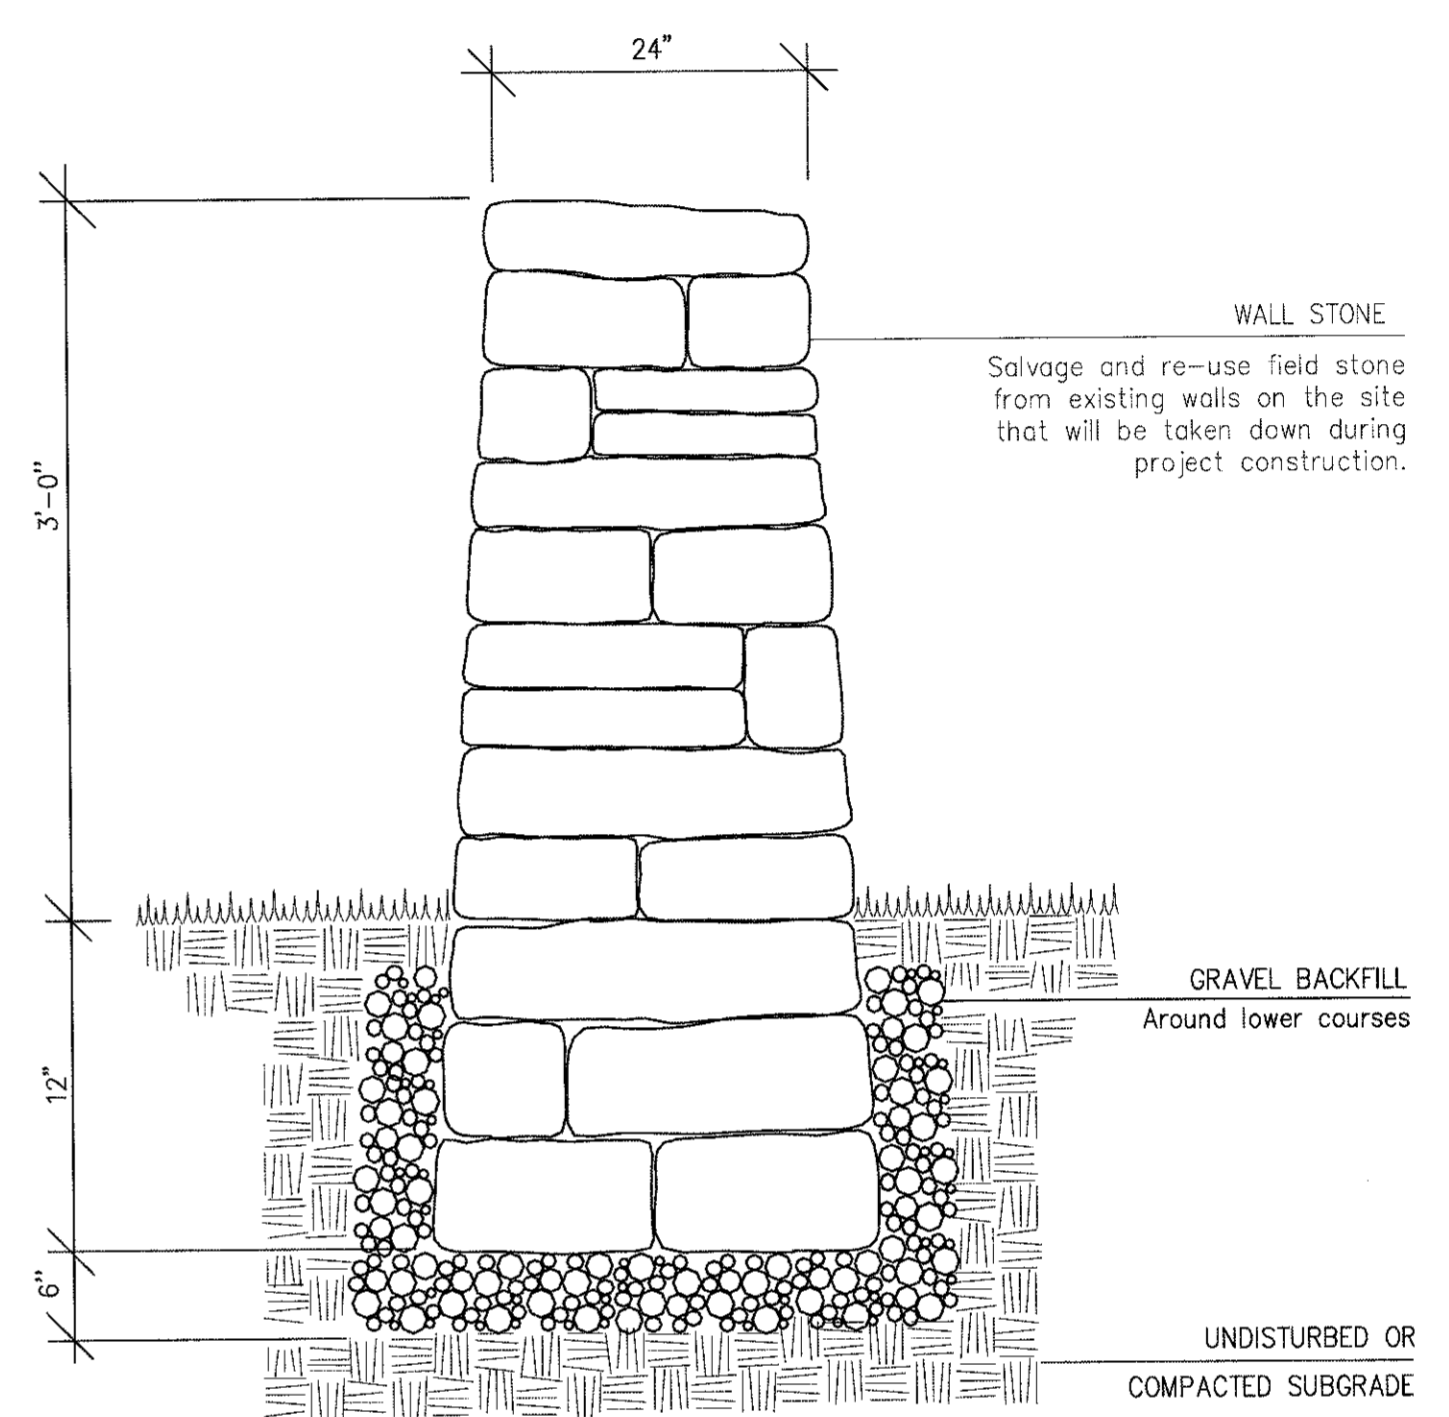 24"
WALL STONE
Salvage and re-use field stone
from existing walls on the site
that will be taken down during
project construction.
3'-0"
GRAVEL BACKFILL
Around lower courses
12"
6"
UNDISTURBED OR
COMPACTED SUBGRADE